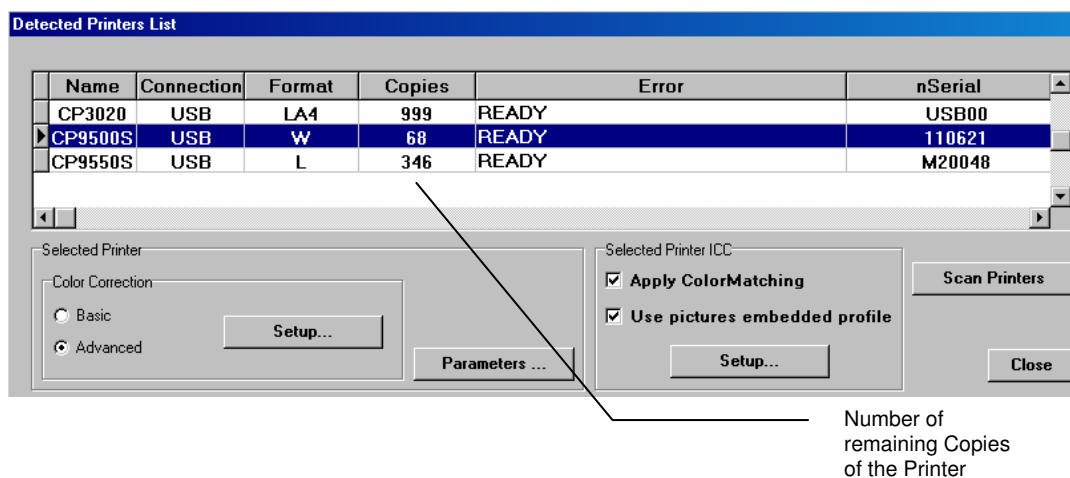 Detected Printers List
Name Connection Format Copies Error nSerial
CP3020 USB LA4 999 READY USB00
CP9500S USB W 68 READY 110621
CP9550S USB L 346 READY M20048
Selected Printer
Color Correction
Basic
Advanced
Setup...
Parameters ...
Selected Printer ICC
Apply ColorMatching
Use pictures embedded profile
Setup...
Scan Printers
Close
Number of
remaining Copies
of the Printer